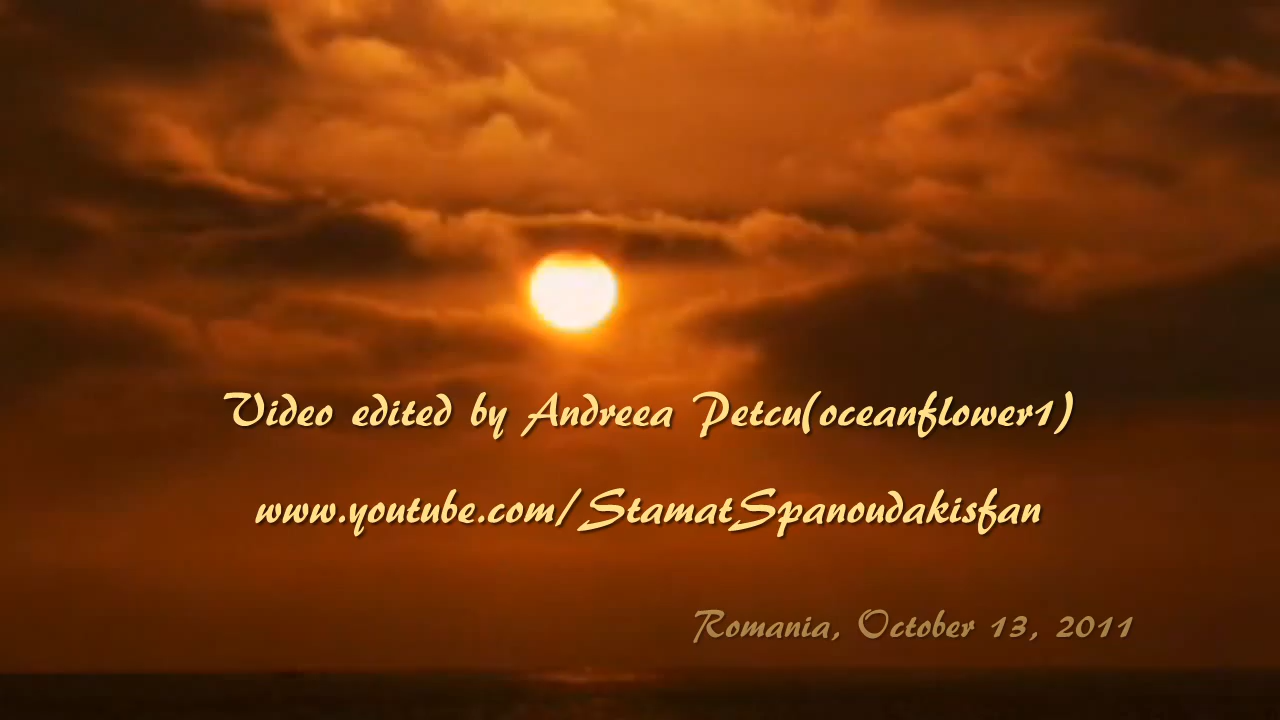 Video edited by Andreea Petcu(oceanflower1)
www.youtube.com/StamatSpanoudakisfan
Romania, October 13, 2011